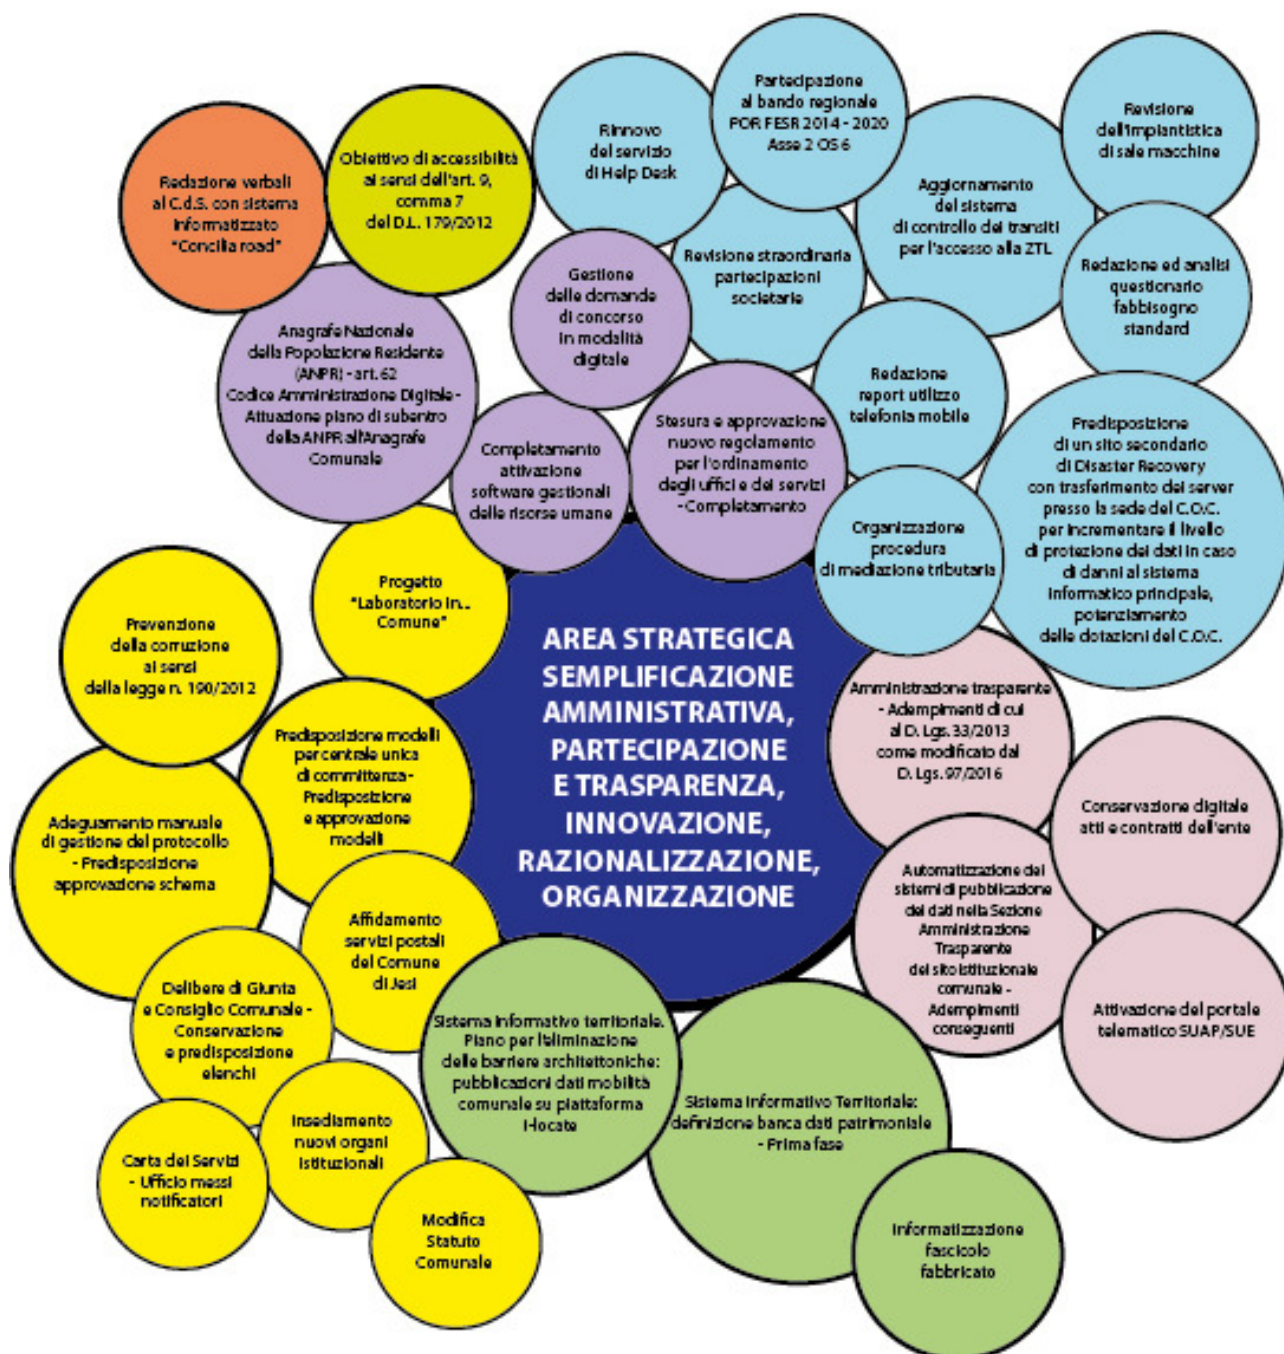 Redazione verbali
al C.d.S. con sistema
informatizzato
"Concilia road"
Obiettivo di accessibilità
ai sensi dell'art. 9,
comma 7
del D.L. 179/2012
Rinnovo
del servizio
di Help Desk
Partecipazione
al bando regionale
POR FESR 2014 - 2020
Asse 2 OS 6
Aggiornamento
del sistema
di controllo dei transiti
per l'accesso alla ZTL
Revisione
dell'impiantistica
di sale macchine
Revisione straordinaria
partecipazioni
societarie
Redazione ed analisi
questionario
fabbisogno
standard
Gestione
delle domande
di concorso
in modalità
digitale
Anagrafe Nazionale
della Popolazione Residente
(ANPR) - art. 62
Codice Amministrazione Digitale -
Attuazione piano di subentro
della ANPR all'Anagrafe
Comunale
Redazione
report utilizzo
telefonia mobile
Completamento
attivazione
software gestionali
delle risorse umane
Stesura e approvazione
nuovo regolamento
per l'ordinamento
degli uffici e dei servizi
- Completamento
Predisposizione
di un sito secondario
di Disaster Recovery
con trasferimento dei server
presso la sede del C.O.C.
per incrementare il livello
di protezione dei dati in caso
di danni al sistema
informatico principale,
potenziamento
delle dotazioni del C.O.C.
Organizzazione
procedura
di mediazione tributaria
Progetto
"Laboratorio in...
Comune"
Prevenzione
della corruzione
ai sensi
della legge n. 190/2012
AREA STRATEGICA
SEMPLIFICAZIONE
AMMINISTRATIVA,
PARTECIPAZIONE
E TRASPARENZA,
INNOVAZIONE,
RAZIONALIZZAZIONE,
ORGANIZZAZIONE
Amministrazione trasparente
- Adempimenti di cui
al D. Lgs. 33/2013
come modificato dal
D. Lgs. 97/2016
Predisposizione modelli
per centrale unica
di committenza -
Predisposizione
e approvazione
modelli
Adeguamento manuale
di gestione del protocollo
- Predisposizione
approvazione schema
Conservazione digitale
atti e contratti dell'ente
Automatizzazione dei
sistemi di pubblicazione
dei dati nella Sezione
Amministrazione
Trasparente
del sito istituzionale
comunale -
Adempimenti
conseguenti
Affidamento
servizi postali
del Comune
di Jesi
Delibere di Giunta
e Consiglio Comunale -
Conservazione
e predisposizione
elenchi
Attivazione del portale
telematico SUAP/SUE
Sistema informativo territoriale.
Piano per l'eliminazione
delle barriere architettoniche:
pubblicazioni dati mobilità
comunale su piattaforma
i-locate
Sistema Informativo Territoriale:
definizione banca dati patrimoniale
- Prima fase
Insediamento
nuovi organi
istituzionali
Carta dei Servizi
- Ufficio messi
notificatori
Modifica
Statuto
Comunale
Informatizzazione
fascicolo
fabbricato